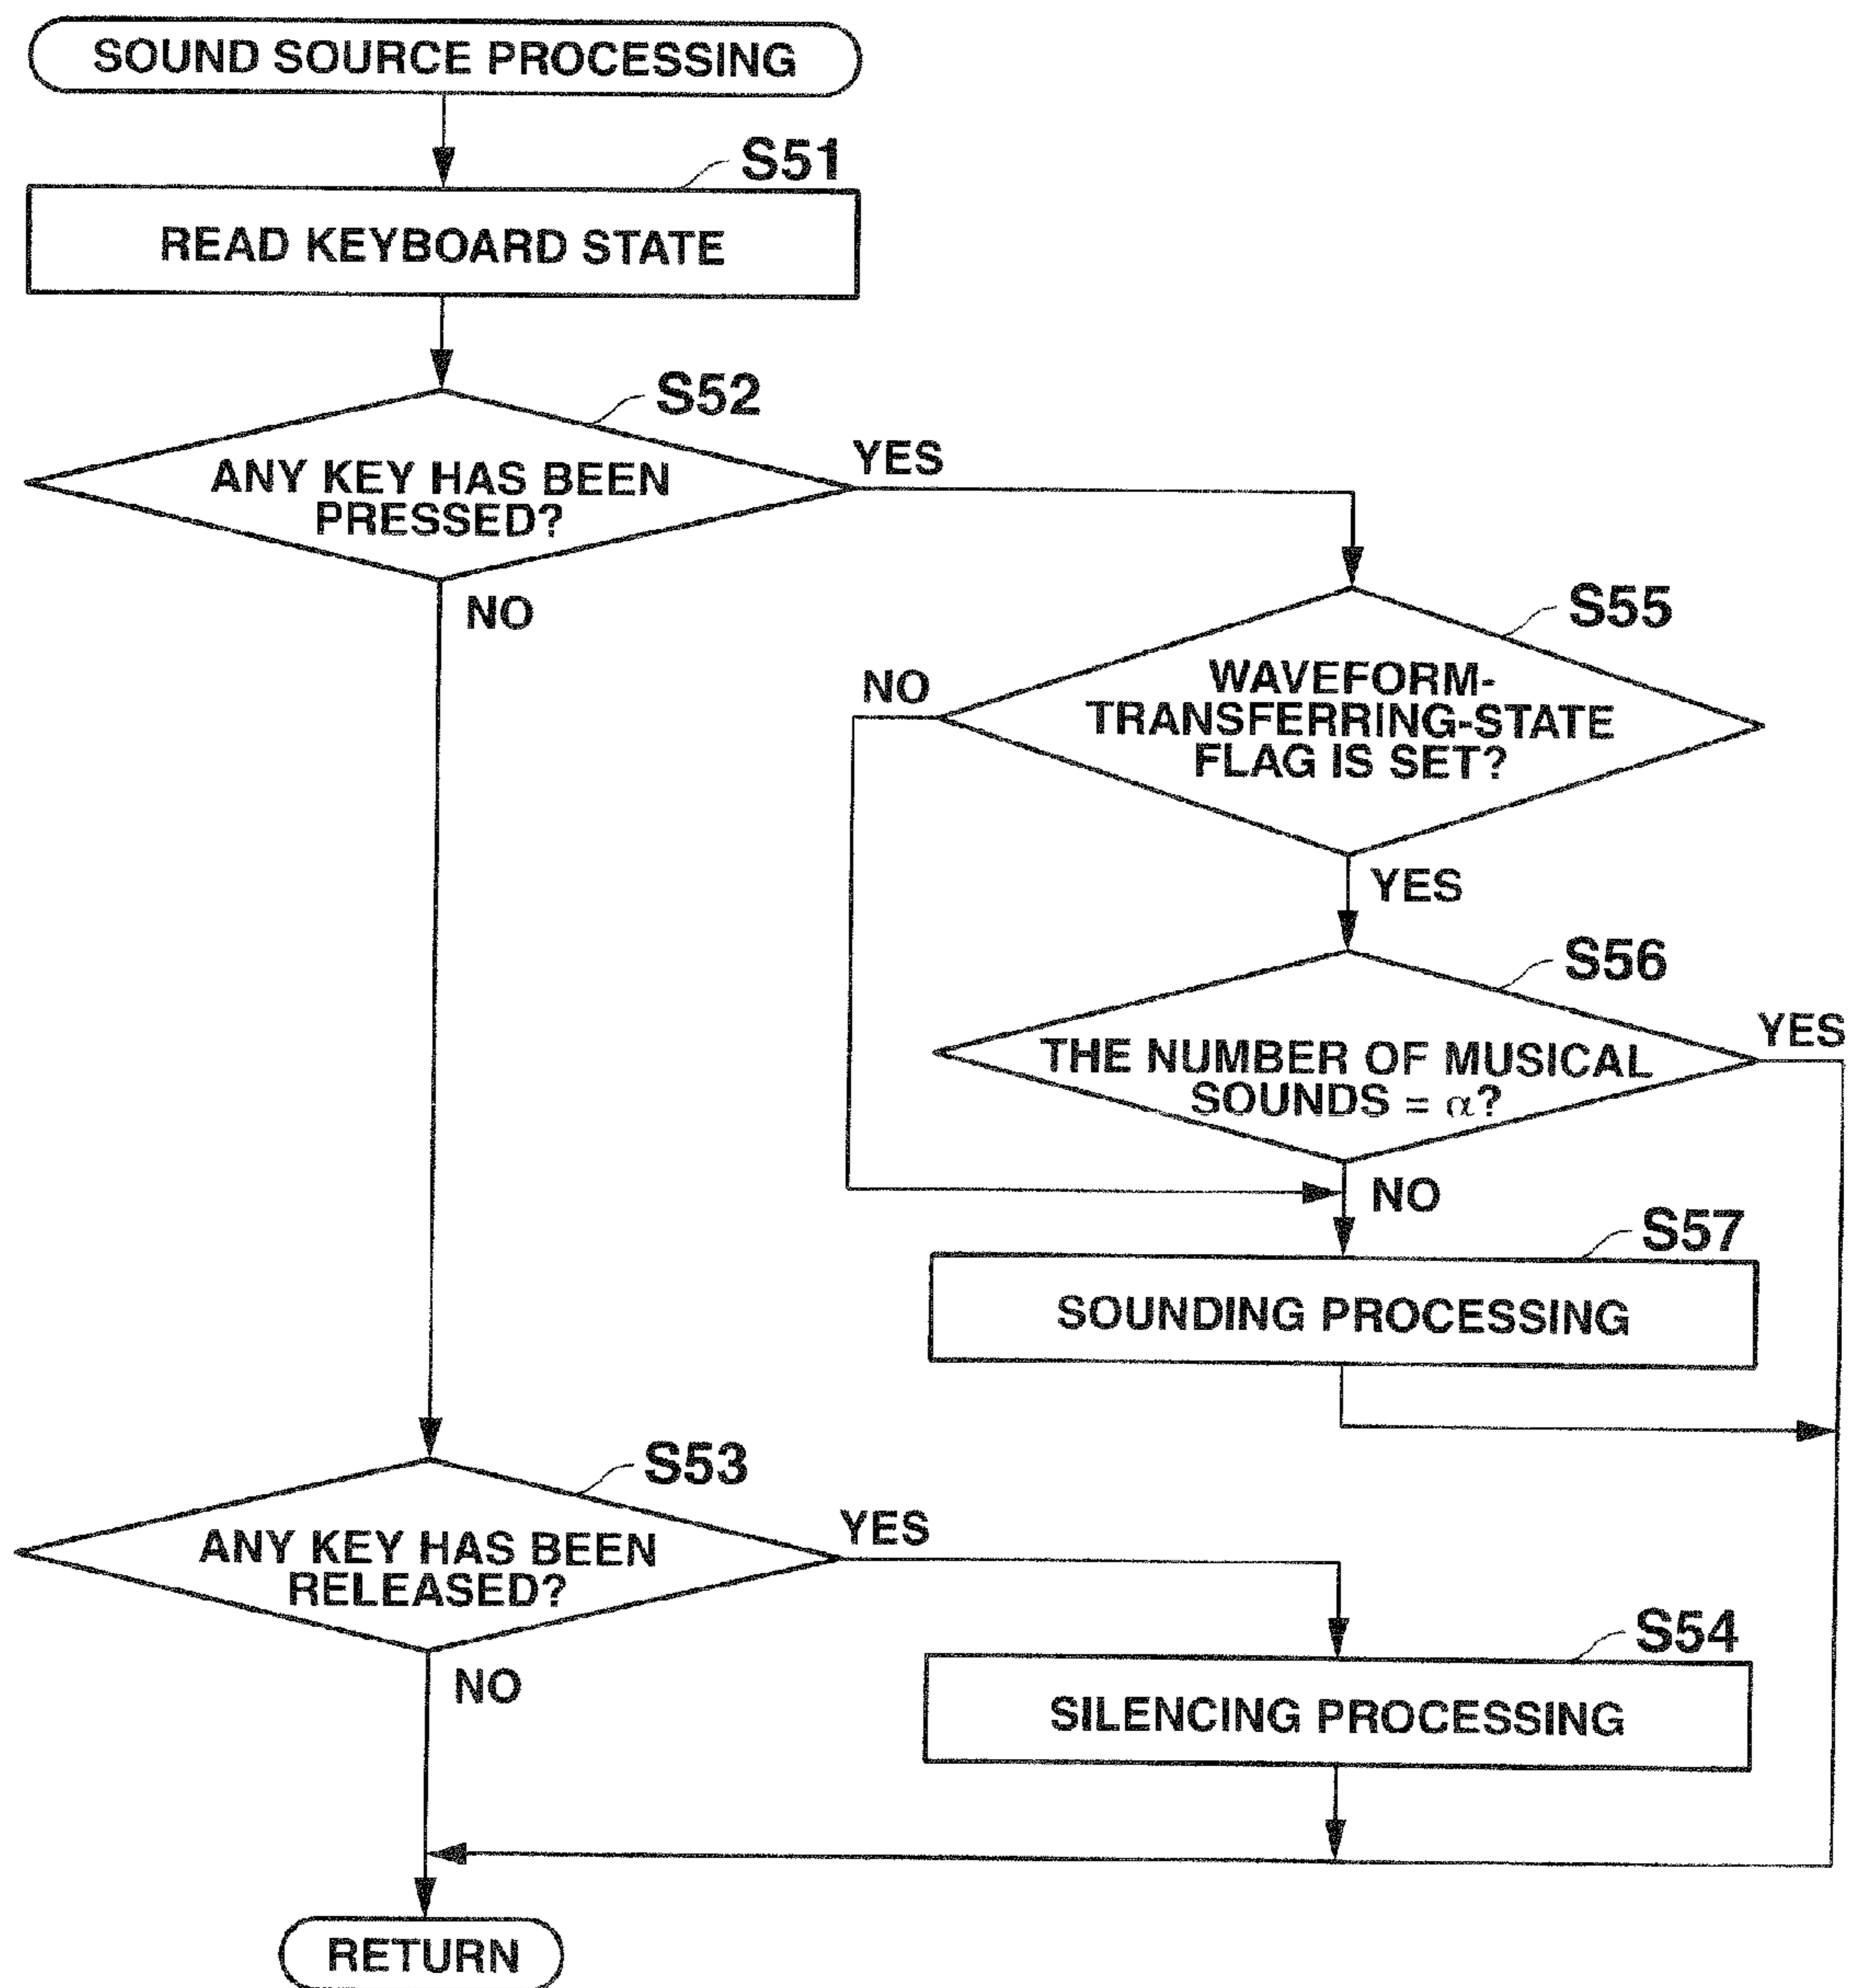 SOUND SOURCE PROCESSING
S51
READ KEYBOARD STATE
S52
ANY KEY HAS BEEN
PRESSED?
YES
NO
S55
WAVEFORM-
TRANSFERRING-STATE
FLAG IS SET?
NO
YES
S56
THE NUMBER OF MUSICAL
SOUNDS = α?
YES
NO
S57
SOUNDING PROCESSING
S53
ANY KEY HAS BEEN
RELEASED?
YES
NO
S54
SILENCING PROCESSING
RETURN